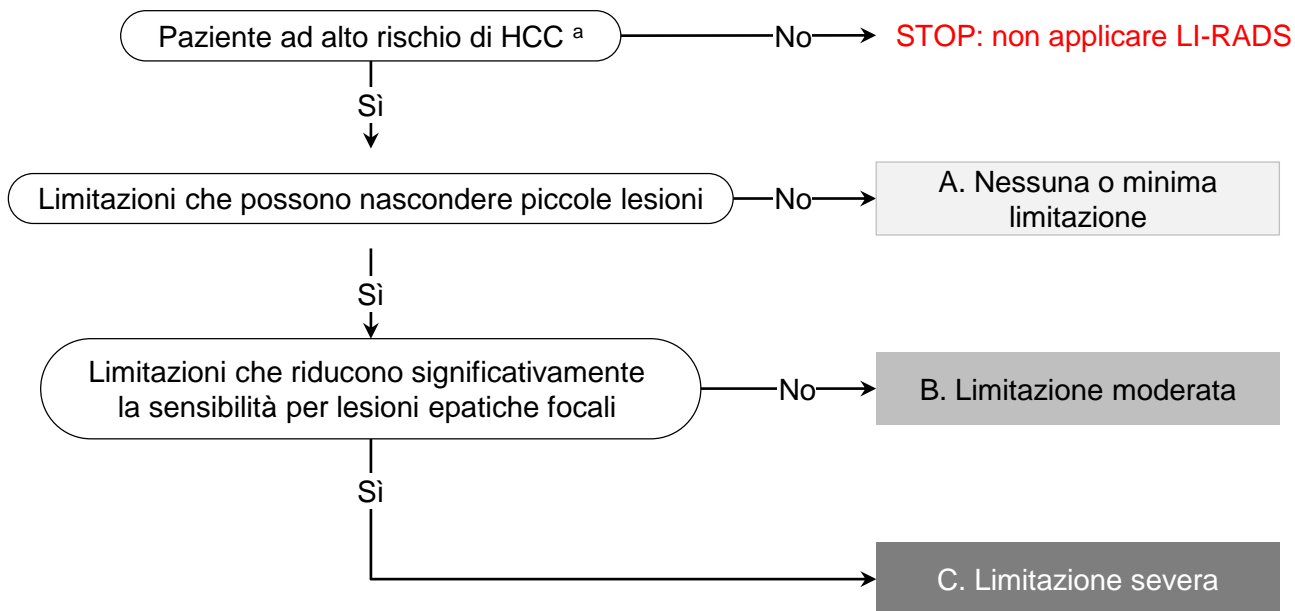 Paziente ad alto rischio di HCC ª
No
STOP: non applicare LI-RADS
Sì
Limitazioni che possono nascondere piccole lesioni
No
A. Nessuna o minima
limitazione
Sì
Limitazioni che riducono significativamente
la sensibilità per lesioni epatiche focali
No
B. Limitazione moderata
Sì
C. Limitazione severa